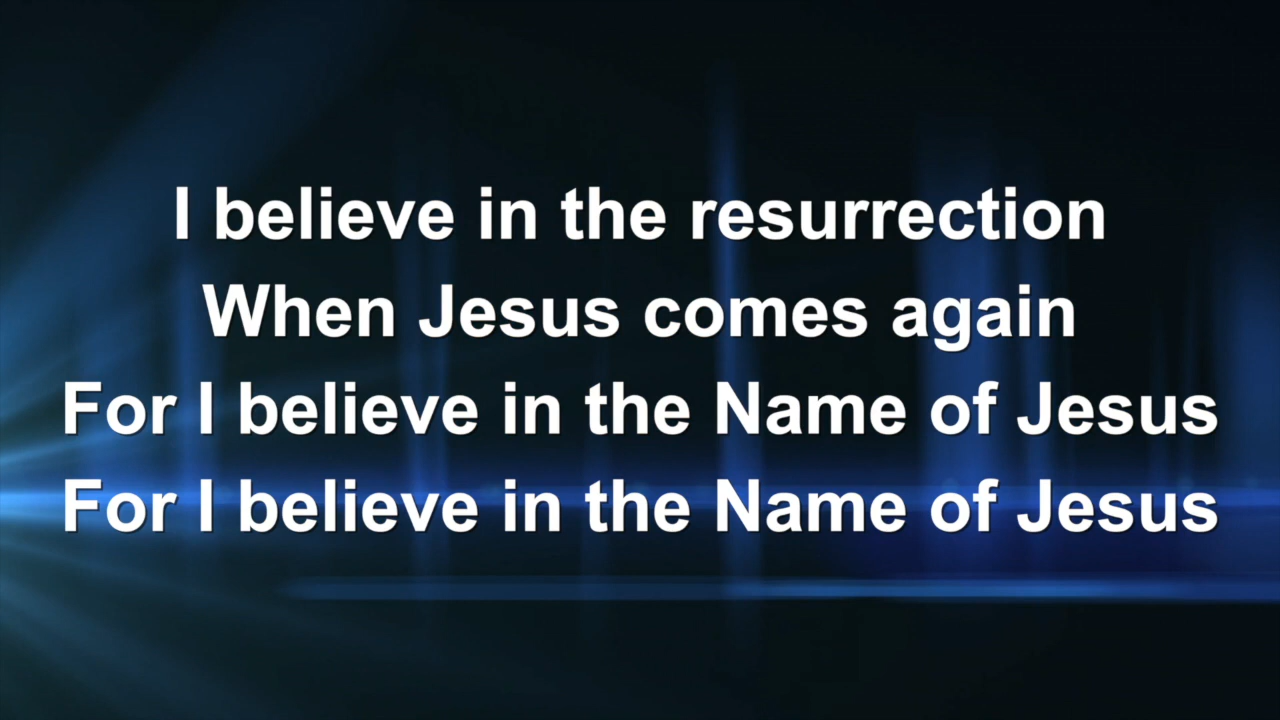 I believe in the resurrection
When Jesus comes again
For I believe in the Name of Jesus
For I believe in the Name of Jesus